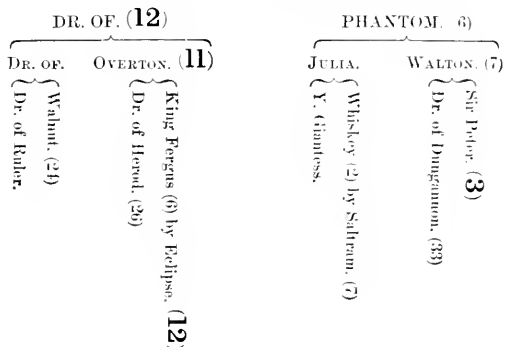 DR. OF. (12)
PHANTOM. 6)
DR. OF.
OVERTON. (11)
JULIA.
WALTON. (7)
Walnut. (24)
Dr. of Ruler.
King Fergus (6) by Eclipse. (12)
Dr. of Herod. (26)
Whiskey (2) by Saltram. (7)
Y. Giantess.
Sir Peter. (3)
Dr. of Dungannon. (33)